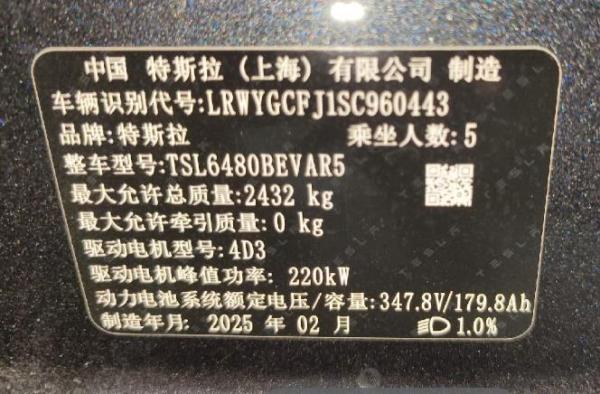 中国 特斯拉 (上海) 有限公司 制造
车辆识别代号:LRWYGCFJ1SC960443
品牌:特斯拉 乘坐人数:5
整车型号:TSL6480BEVAR5
最大允许总质量:2432 kg
最大允许牵引质量:0 kg
驱动电机型号:4D3
驱动电机峰值功率: 220kW
动力电池系统额定电压/容量:347.8V/179.8Ah
制造年月: 2025 年 02 月 1.0%